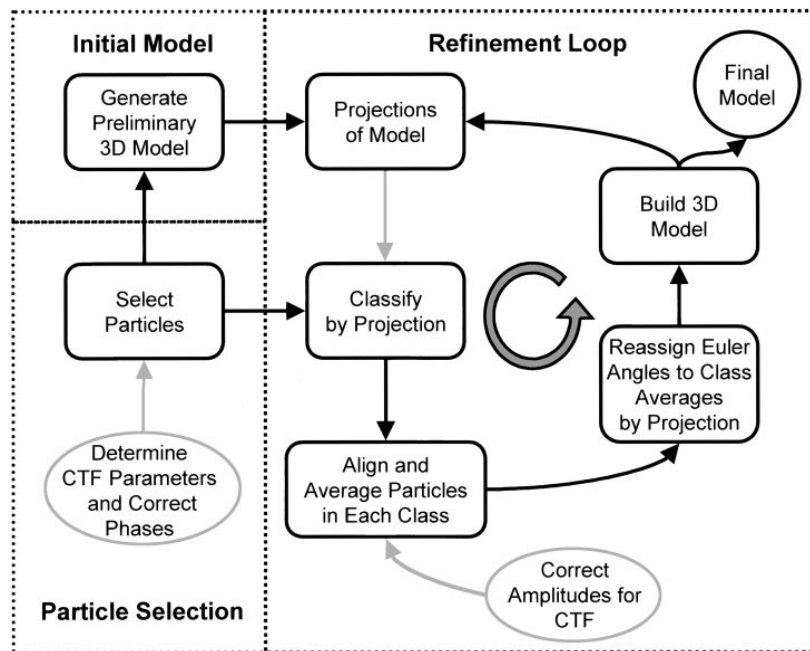 Initial Model
Generate
Preliminary
3D Model
Refinement Loop
Projections
of Model
Final
Model
Build 3D
Model
Select
Particles
Classify
by Projection
Reassign Euler
Angles to Class
Averages
by Projection
Determine
CTF Parameters
and Correct
Phases
Align and
Average Particles
in Each Class
Correct
Amplitudes for
CTF
Particle Selection